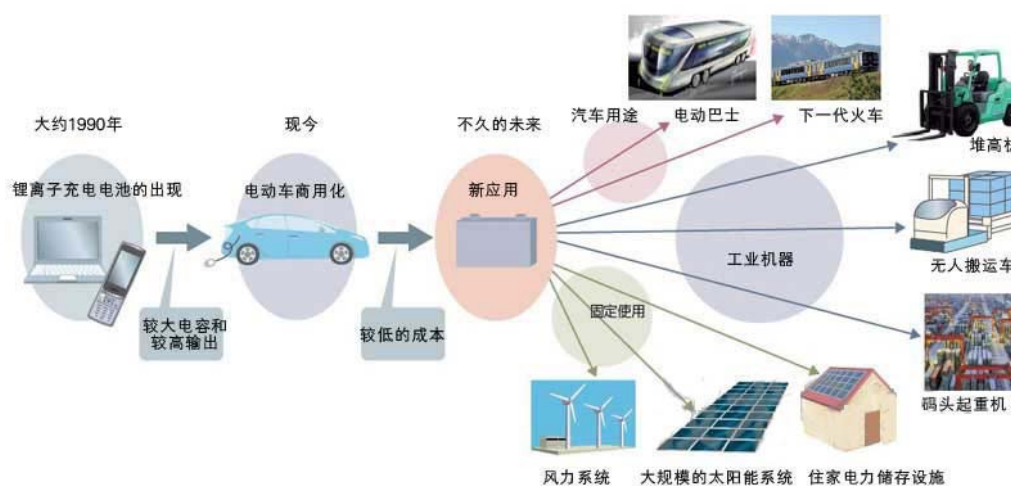 大约1990年
现今
不久的未来
锂离子充电电池的出现
电动车商用化
新应用
较大电容和
较高输出
较低的成本
汽车用途
电动巴士
下一代火车
堆高机
工业机器
无人搬运车
固定使用
码头起重机
风力系统
大规模的太阳能系统
住家电力储存设施